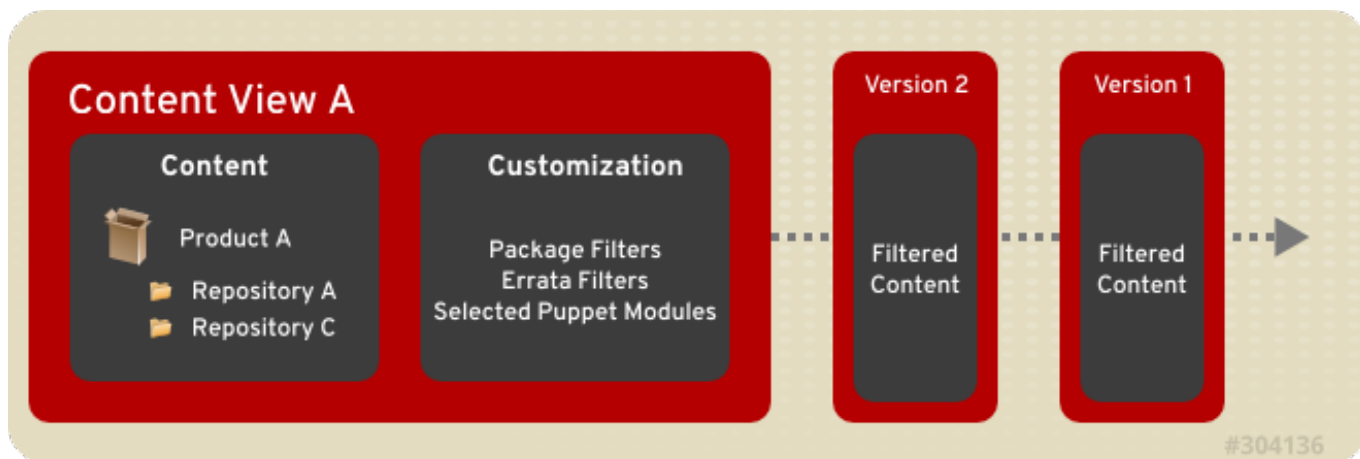 Content View A
Content
Product A
Repository A
Repository C
Customization
Package Filters
Errata Filters
Selected Puppet Modules
Version 2
Filtered
Content
Version 1
Filtered
Content
#304136